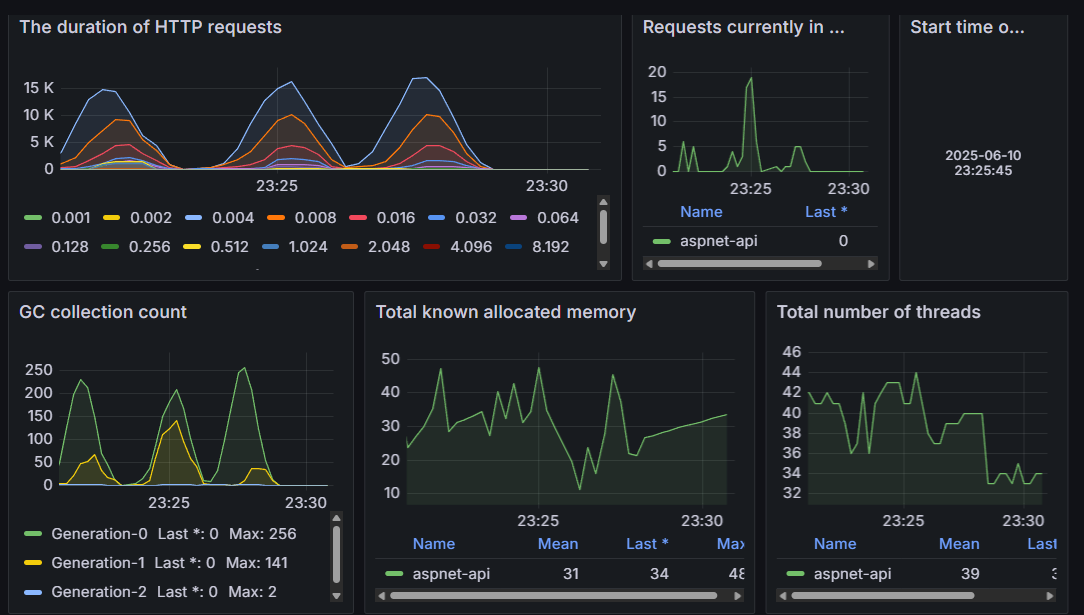 The duration of HTTP requests
15 K
10 K
5 K
0
23:25 23:30
0.001 0.002 0.004 0.008 0.016 0.032 0.064
0.128 0.256 0.512 1.024 2.048 4.096 8.192
Requests currently in ...
20
15
10
5
0
23:25 23:30
Name Last *
aspnet-api 0
Start time o...
2025-06-10
23:25:45
GC collection count
250
200
150
100
50
0
23:25 23:30
Generation-0 Last *: 0 Max: 256
Generation-1 Last *: 0 Max: 141
Generation-2 Last *: 0 Max: 2
Total known allocated memory
50
40
30
20
10
23:25 23:30
Name Mean Last * Max
aspnet-api 31 34 48
Total number of threads
46
44
42
40
38
36
34
32
23:25 23:30
Name Mean Last
aspnet-api 39